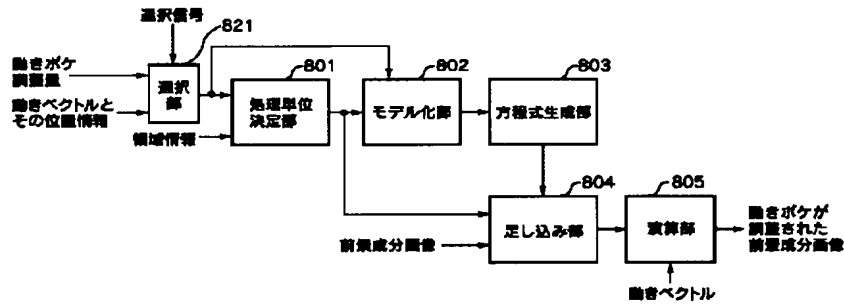 選択信号
821
動きボケ
調整量
選択
部
動きベクトルと
その位置情報
801
処理単位
決定部
領域情報
802
モデル化部
803
方程式生成部
804
足し込み部
前景成分画像
805
演算部
動きベクトル
動きボケが
調整された
前景成分画像